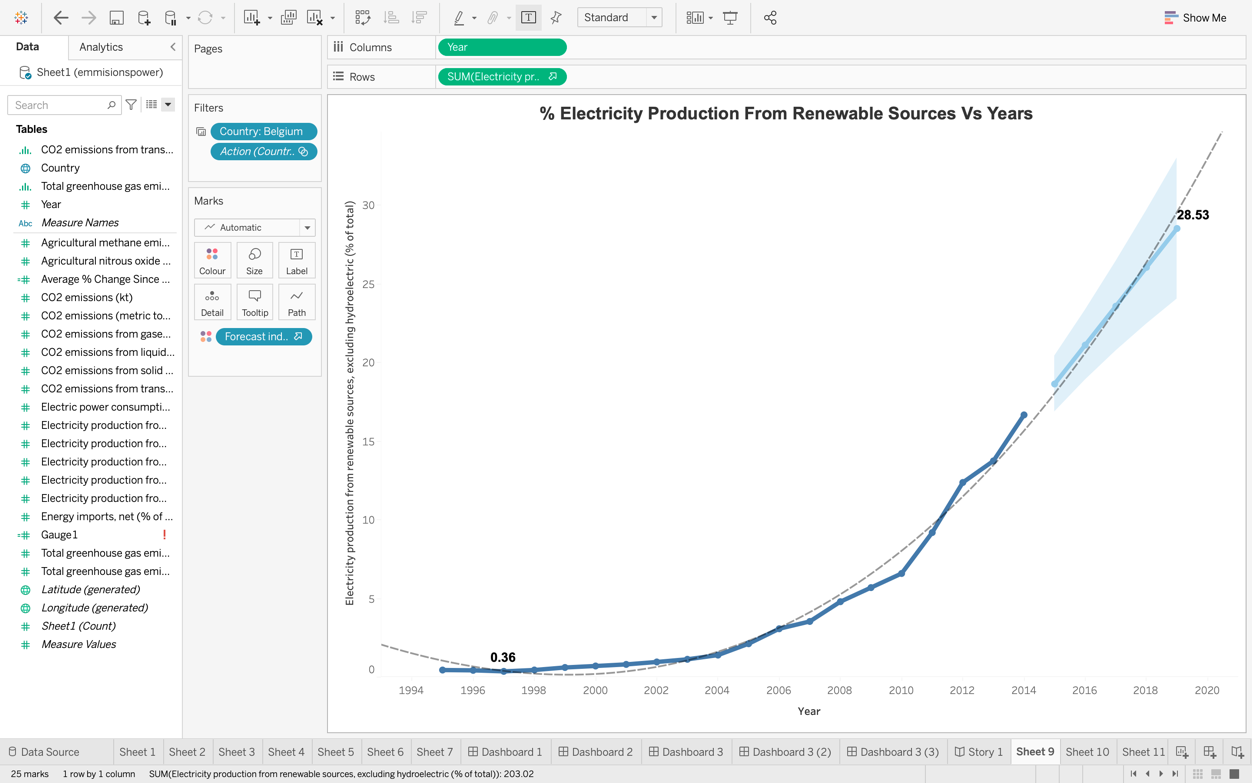 Standard
Show Me
Data
Analytics
Pages
Columns
Year
Sheet1 (emmisionspower)
Rows
SUM(Electricity pr..
Search
Filters
Country: Belgium
Action (Countr..
Tables
CO2 emissions from trans...
Country
Total greenhouse gas emi...
Year
Abc Measure Names
Agricultural methane emi...
Agricultural nitrous oxide ...
Average % Change Since ...
CO2 emissions (kt)
CO2 emissions (metric to...
CO2 emissions from gase...
CO2 emissions from liquid...
CO2 emissions from solid ...
CO2 emissions from trans...
Electric power consumpti...
Electricity production fro...
Electricity production fro...
Electricity production fro...
Electricity production fro...
Electricity production fro...
Energy imports, net (% of ...
Gauge1 !
Total greenhouse gas emi...
Total greenhouse gas emi...
Latitude (generated)
Longitude (generated)
Sheet1 (Count)
Measure Values
Marks
Automatic
Colour
Size
Label
Detail
Tooltip
Path
Forecast ind..
% Electricity Production From Renewable Sources Vs Years
Electricity production from renewable sources, excluding hydroelectric (% of total)
30
25
20
15
10
5
0
28.53
0.36
1994 1996 1998 2000 2002 2004 2006 2008 2010 2012 2014 2016 2018 2020
Year
Data Source
Sheet 1
Sheet 2
Sheet 3
Sheet 4
Sheet 5
Sheet 6
Sheet 7
Dashboard 1
Dashboard 2
Dashboard 3
Dashboard 3 (2)
Dashboard 3 (3)
Story 1
Sheet 9
Sheet 10
Sheet 11
25 marks
1 row by 1 column
SUM(Electricity production from renewable sources, excluding hydroelectric (% of total)): 203.02